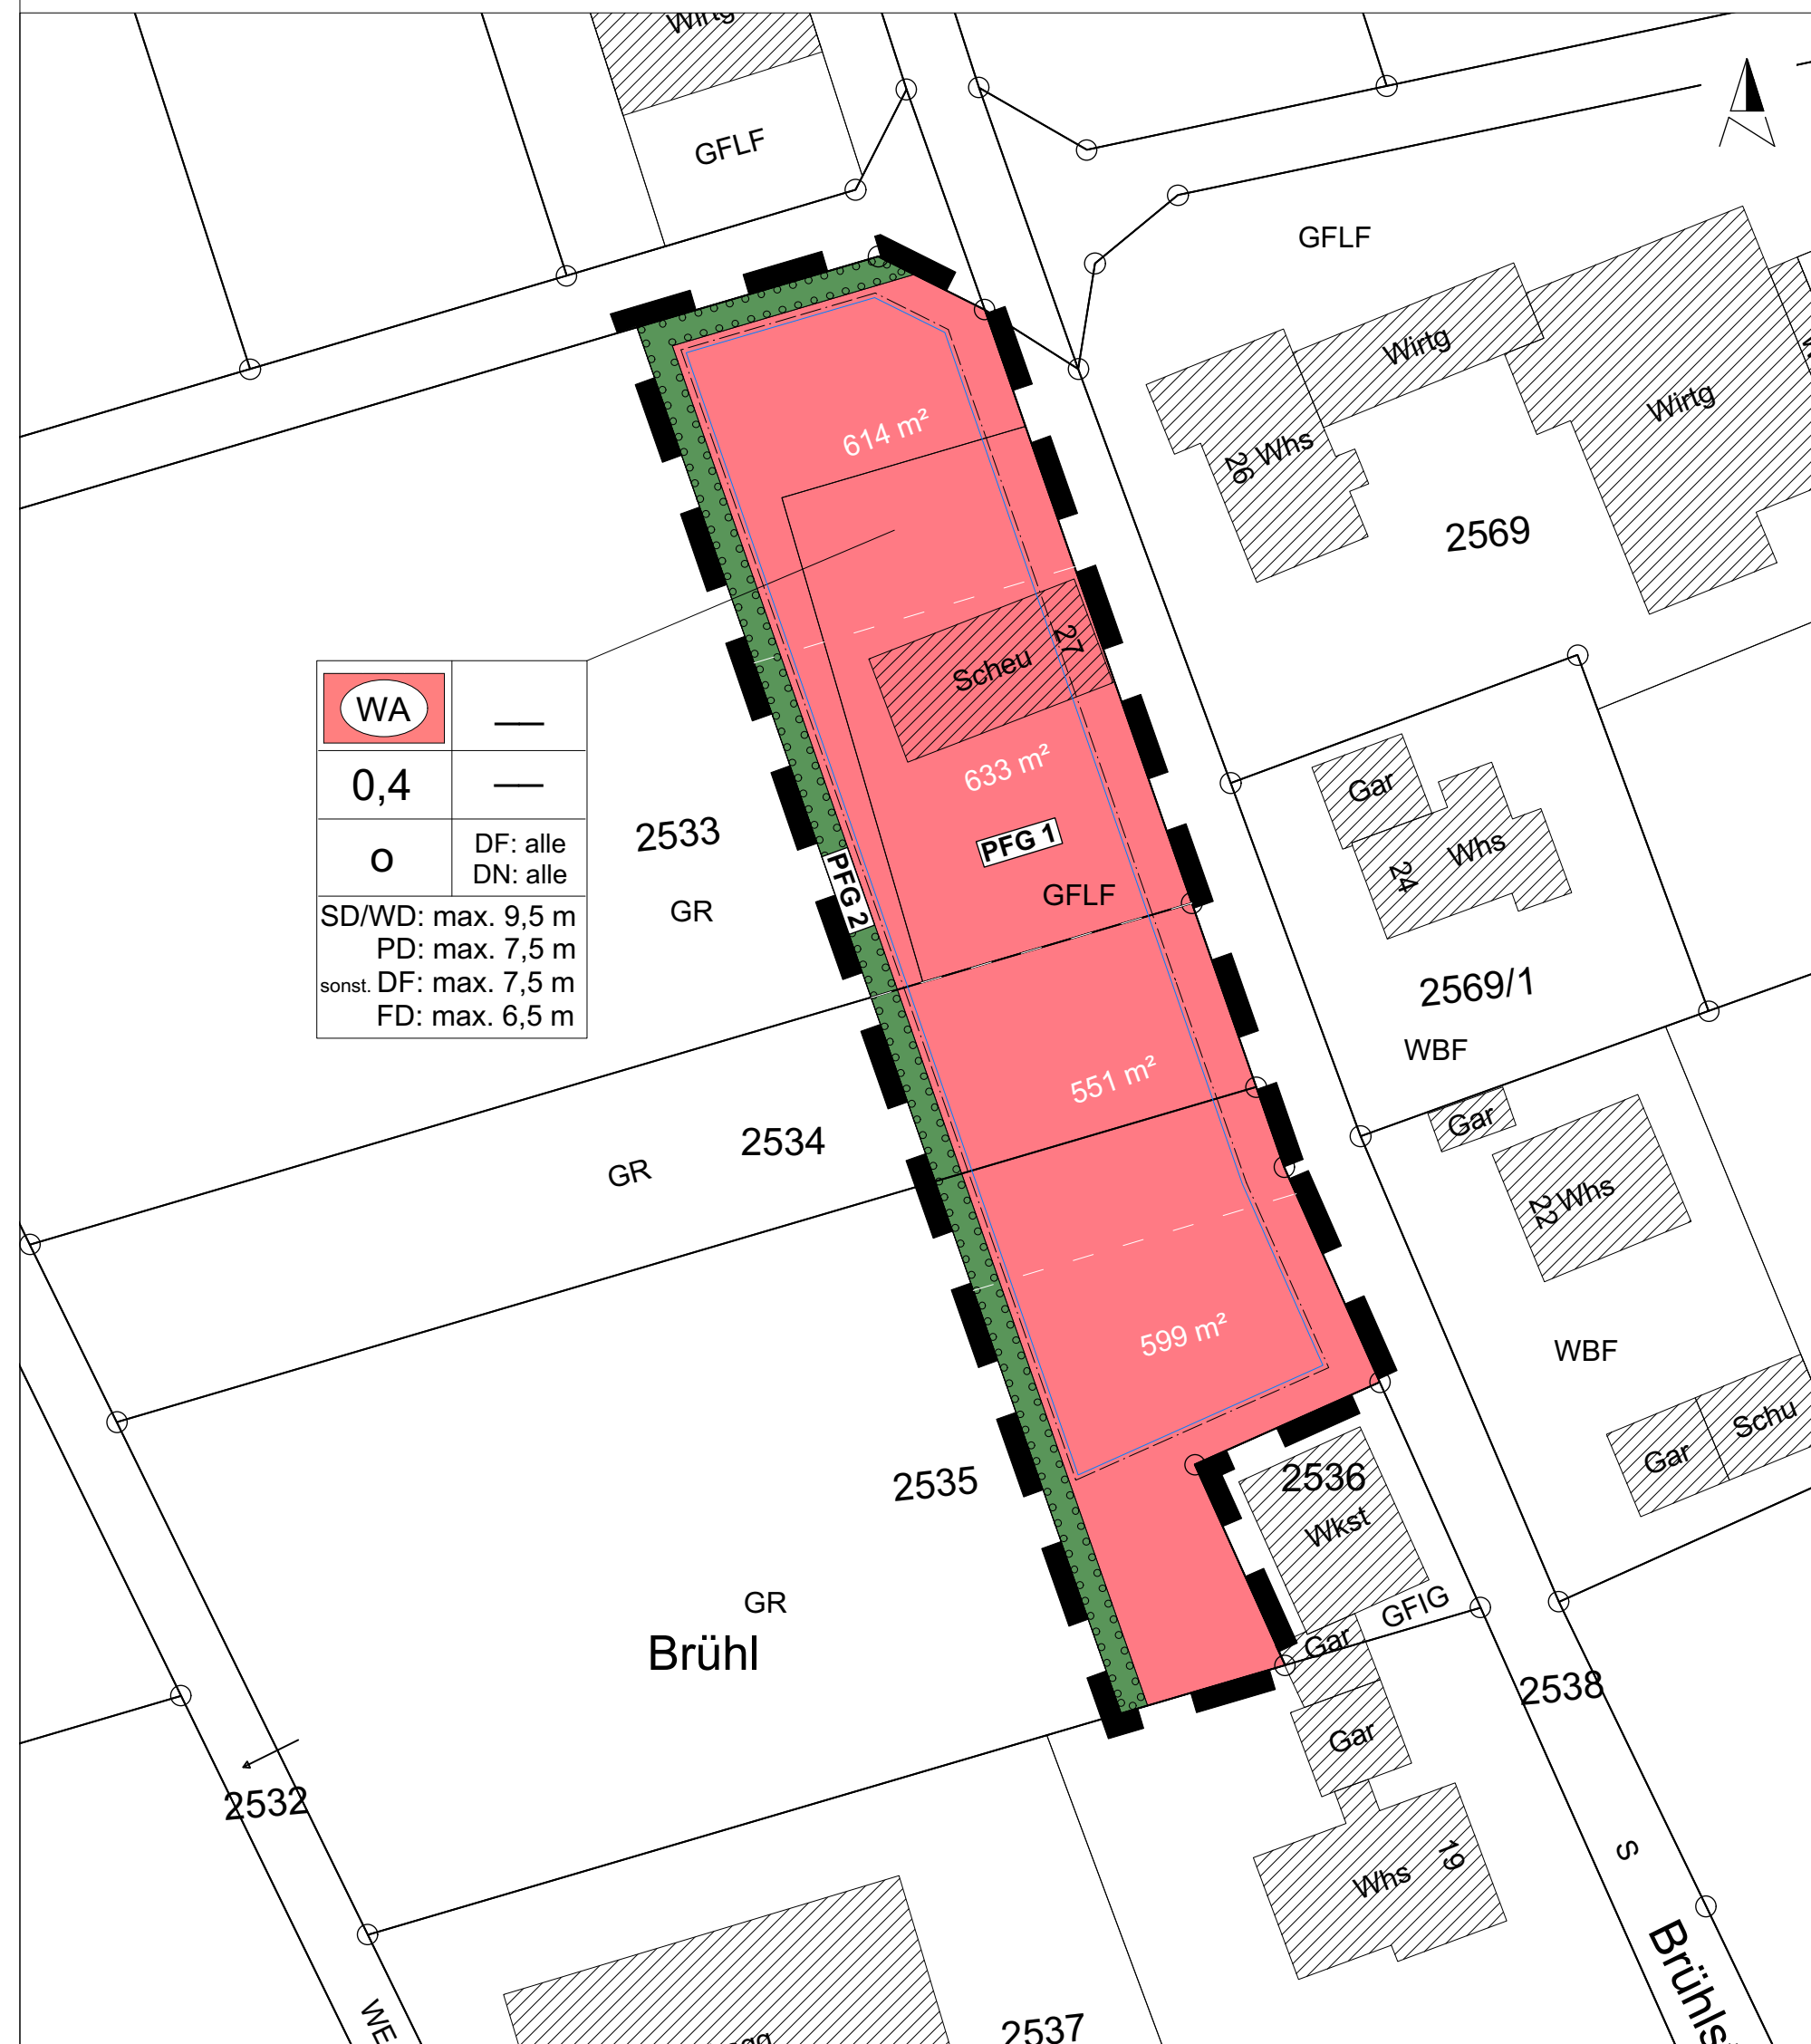 Wirtg
GFLF
GFLF
Wirtg
Wirtg
26
Whs
2569
614 m²
27
Scheu
633 m²
PFG 1
GFLF
PFG 2
WA
—
0,4
—
o
DF: alle
DN: alle
SD/WD: max. 9,5 m
PD: max. 7,5 m
sonst. DF: max. 7,5 m
FD: max. 6,5 m
2533
GR
Gar
Whs
24
2569/1
WBF
551 m²
2534
GR
Gar
22
Whs
599 m²
WBF
Gar
Schu
2535
2536
Wkst
GR
Brühl
GFIG
Gar
2538
Gar
2532
Whs
19
S
WE
2537